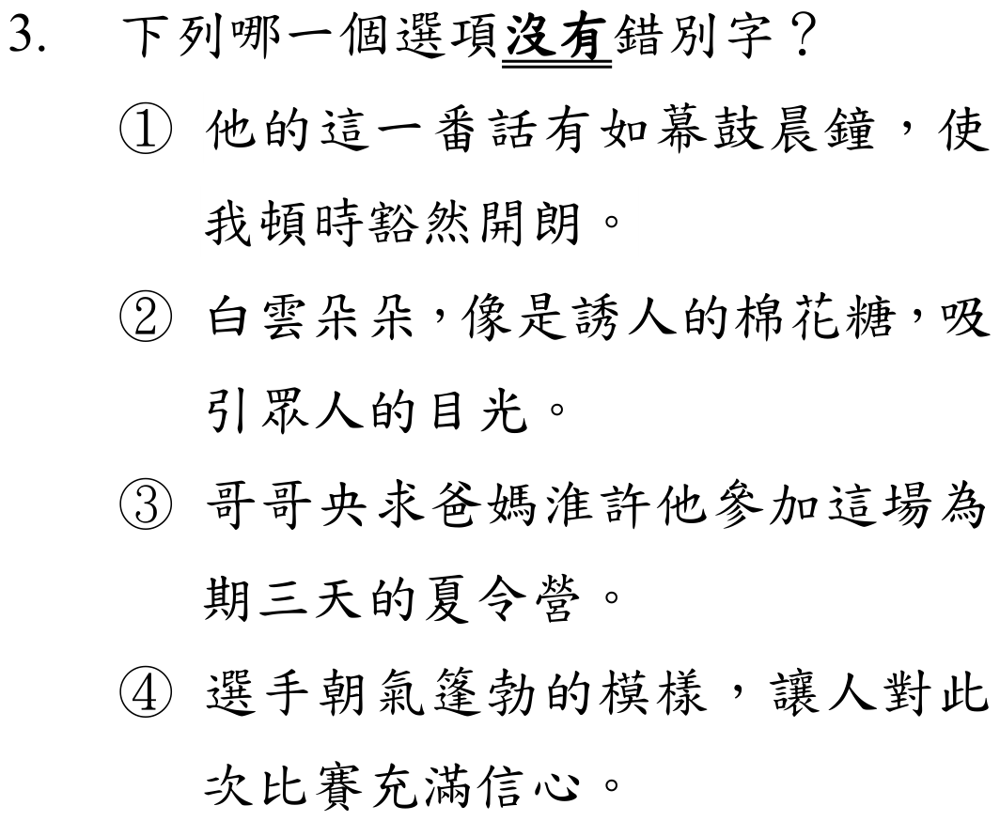 3. 下列哪一個選項沒有錯別字？
① 他的這一番話有如幕鼓晨鐘，使
我頓時豁然開朗。
② 白雲朵朵，像是誘人的棉花糖，吸
引眾人的目光。
③ 哥哥央求爸媽淮許他參加這場為
期三天的夏令營。
④ 選手朝氣篷勃的模樣，讓人對此
次比賽充滿信心。